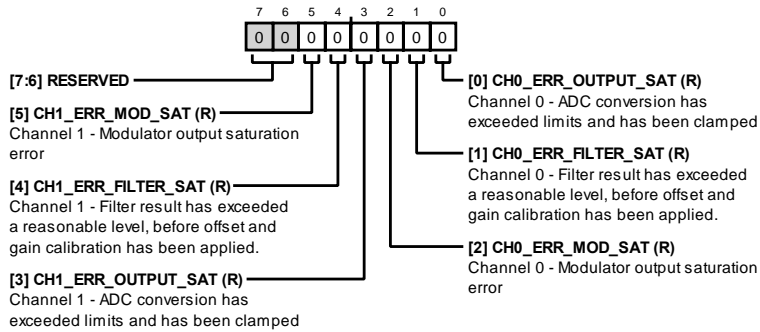 7 6 5 4 3 2 1 0
0 0 0 0 0 0 0 0
[7:6] RESERVED
[5] CH1_ERR_MOD_SAT (R)
Channel 1 - Modulator output saturation
error
[4] CH1_ERR_FILTER_SAT (R)
Channel 1 - Filter result has exceeded
a reasonable level, before offset and
gain calibration has been applied.
[3] CH1_ERR_OUTPUT_SAT (R)
Channel 1 - ADC conversion has
exceeded limits and has been clamped
[0] CH0_ERR_OUTPUT_SAT (R)
Channel 0 - ADC conversion has
exceeded limits and has been clamped
[1] CH0_ERR_FILTER_SAT (R)
Channel 0 - Filter result has exceeded
a reasonable level, before offset and
gain calibration has been applied.
[2] CH0_ERR_MOD_SAT (R)
Channel 0 - Modulator output saturation
error